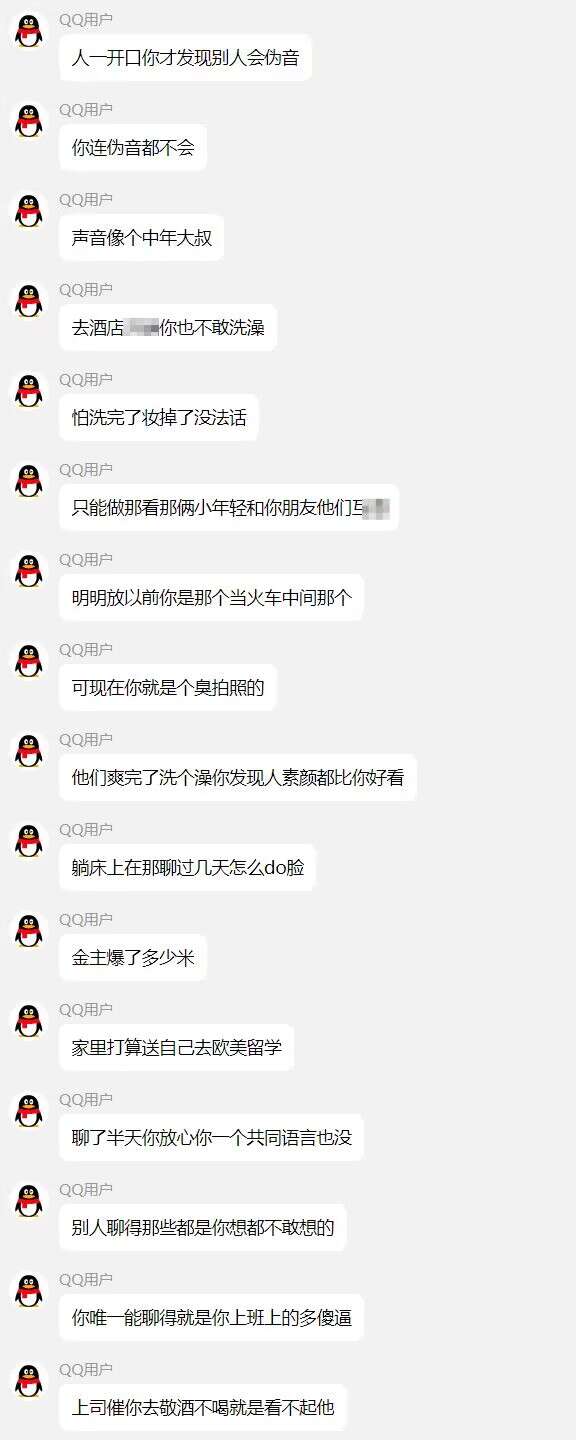 QQ用户
人一开口你才发现别人会伪音
QQ用户
你连伪音都不会
QQ用户
声音像个中年大叔
QQ用户
去酒店你也不敢洗澡
QQ用户
怕洗完了妆掉了没法话
QQ用户
只能做那看那俩小年轻和你朋友他们互
QQ用户
明明放以前你是那个当火车中间那个
QQ用户
可现在你就是个臭拍照的
QQ用户
他们爽完了洗个澡你发现人素颜都比你好看
QQ用户
躺床上在那聊过几天怎么do脸
QQ用户
金主爆了多少米
QQ用户
家里打算送自己去欧美留学
QQ用户
聊了半天你放心你一个共同语言也没
QQ用户
别人聊得那些都是你想都不敢想的
QQ用户
你唯一能聊得就是你上班上的多傻逼
QQ用户
上司催你去敬酒不喝就是看不起他